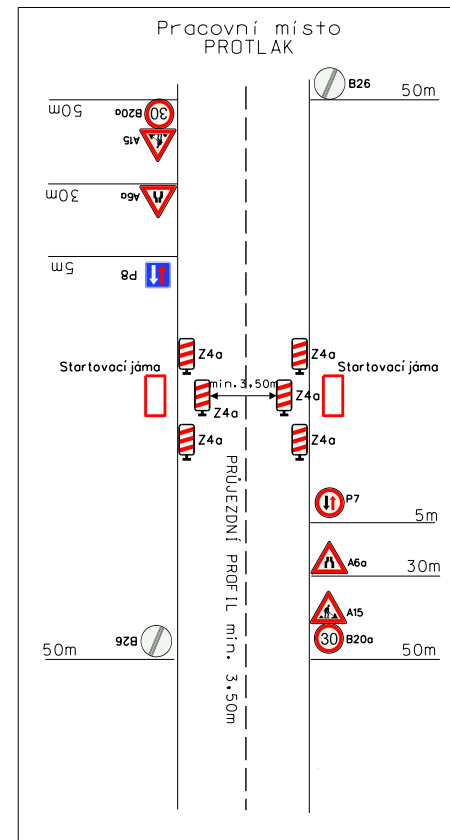 Pracovní místo
PROTLAK
B26
50m
50m
B20a
30
A15
30m
A6a
5m
P8
Z4a
Z4a
Startovací jáma
min.3,50m
Startovací jáma
Z4a
Z4a
Z4a
Z4a
PRŮJEZDNÍ PROFIL min. 3,50m
P7
5m
A6a
30m
A15
30
B20a
B26
50m
50m